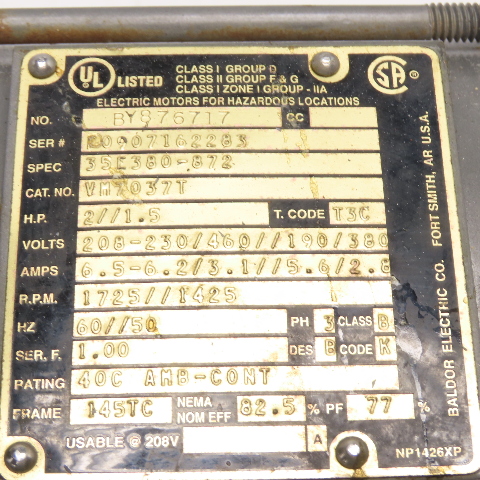 UL LISTED
CLASS I GROUP D
CLASS II GROUP F & G
CLASS I ZONE I GROUP - IIA
ELECTRIC MOTORS FOR HAZARDOUS LOCATIONS
SA
NO. BY876717 CC
SER # E0907162283
SPEC 35E380-872
CAT. NO. VM7037T
H.P. 2//1.5 T. CODE T3C
VOLTS 208-230/460//190/380
AMPS 6.5-6.2/3.1//5.6/2.8
R.P.M. 1725//1425
HZ 60//50 PH 3 CLASS B
SER. F. 1.00 DES B CODE K
RATING 40C AMB-CONT
FRAME 145TC NEMA NOM EFF 82.5 % PF 77 %
USABLE @ 208V A
NP1426XP
BALDOR ELECTRIC CO. FORT SMITH, AR U.S.A.